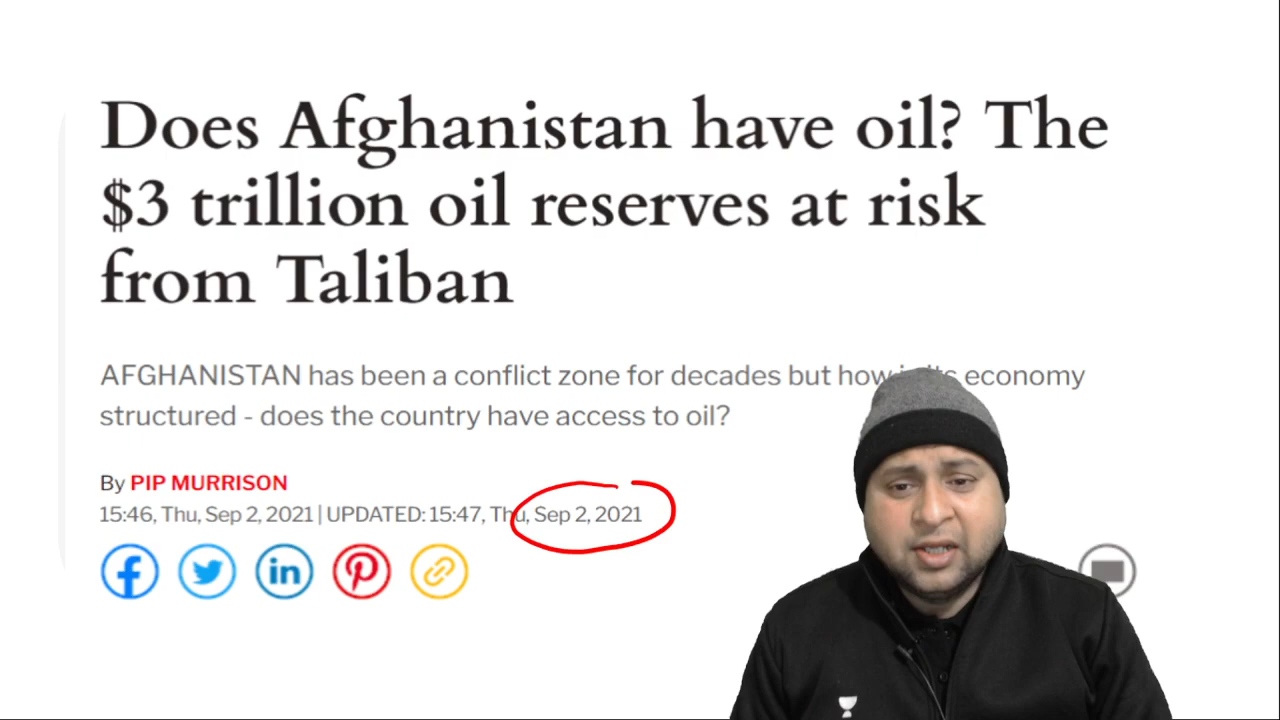 Does Afghanistan have oil? The
$3 trillion oil reserves at risk
from Taliban
AFGHANISTAN has been a conflict zone for decades but how is its economy
structured - does the country have access to oil?
By PIP MURRISON
15:46, Thu, Sep 2, 2021 | UPDATED: 15:47, Thu, Sep 2, 2021